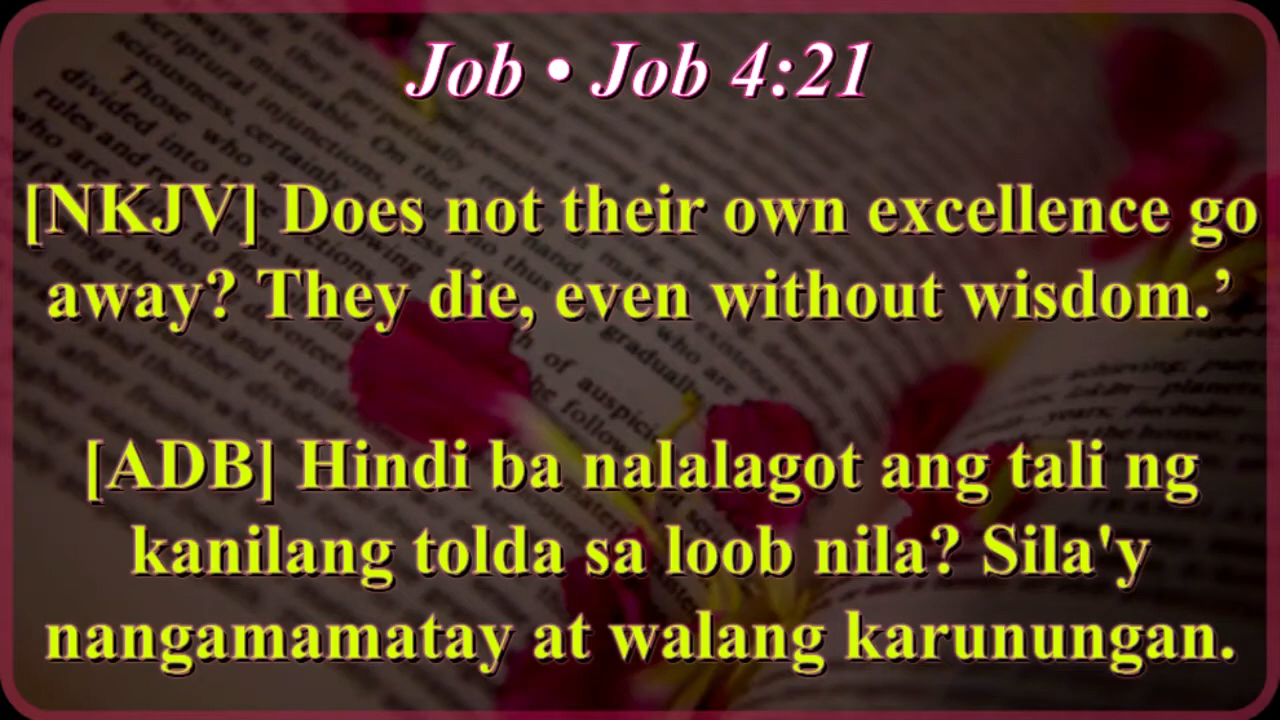 Job • Job 4:21
[NKJV] Does not their own excellence go
away? They die, even without wisdom.’
[ADB] Hindi ba nalalagot ang tali ng
kanilang tolda sa loob nila? Sila'y
nangamamatay at walang karunungan.